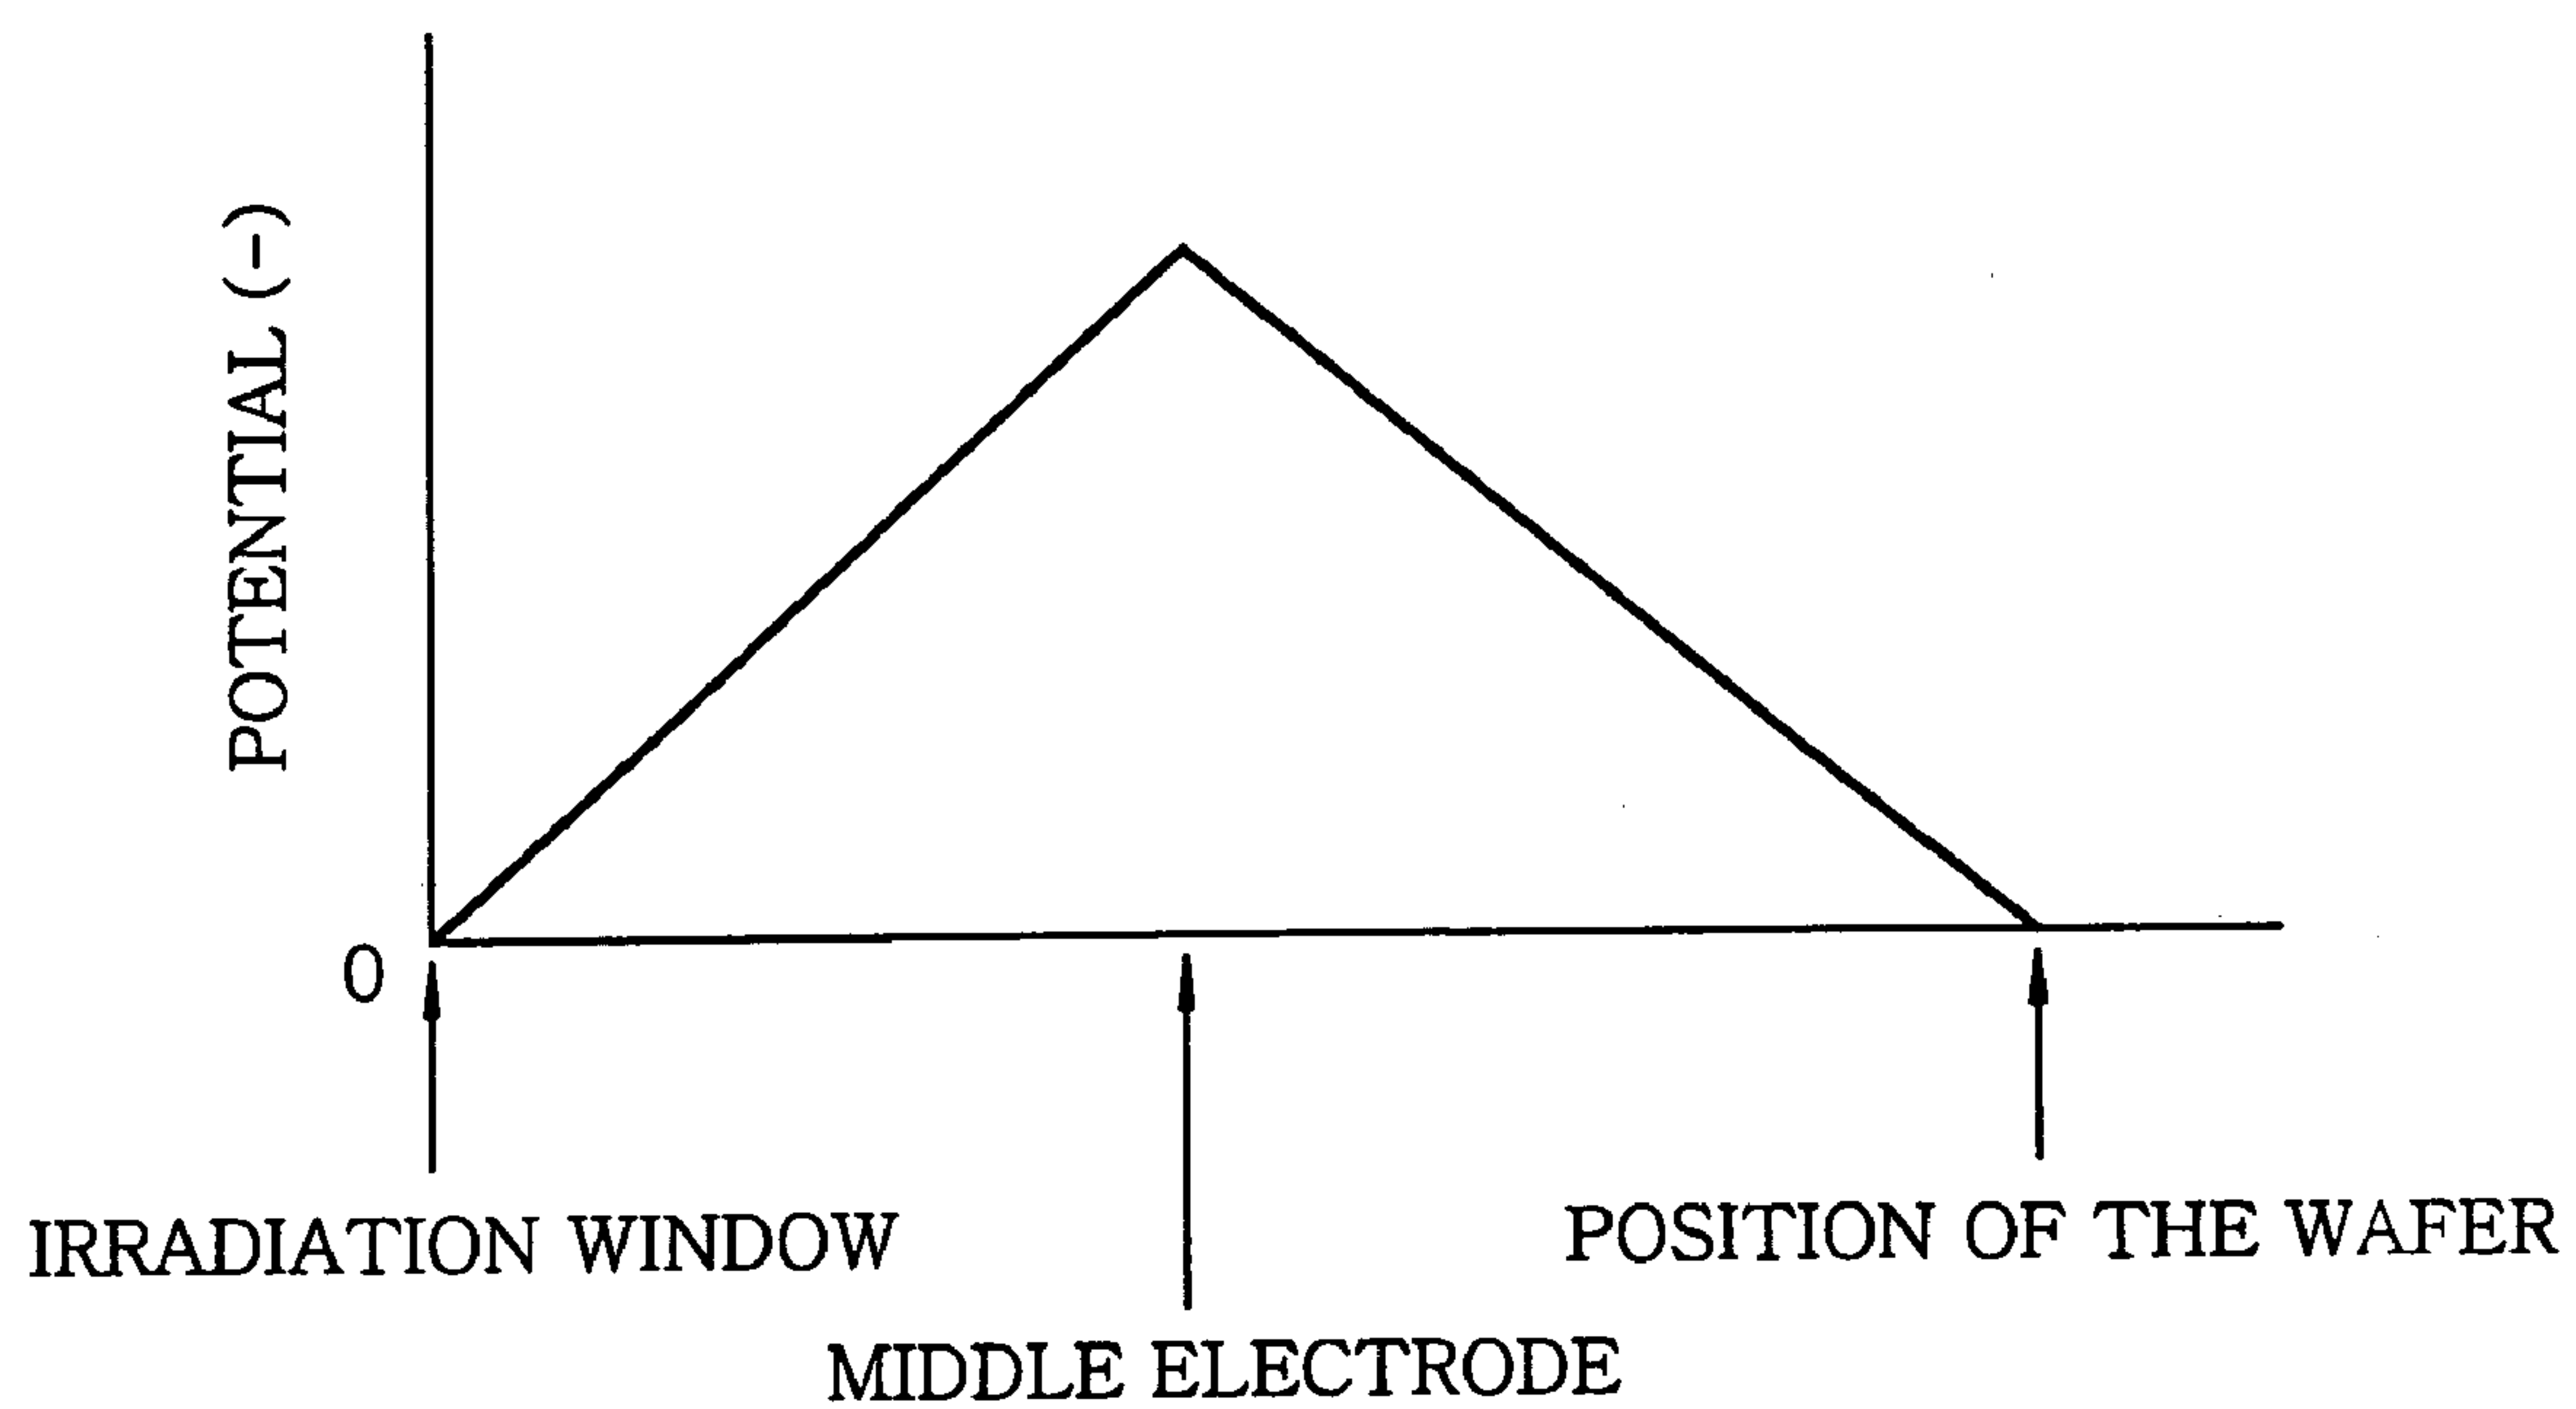 POTENTIAL (-)
0
IRRADIATION WINDOW
POSITION OF THE WAFER
MIDDLE ELECTRODE